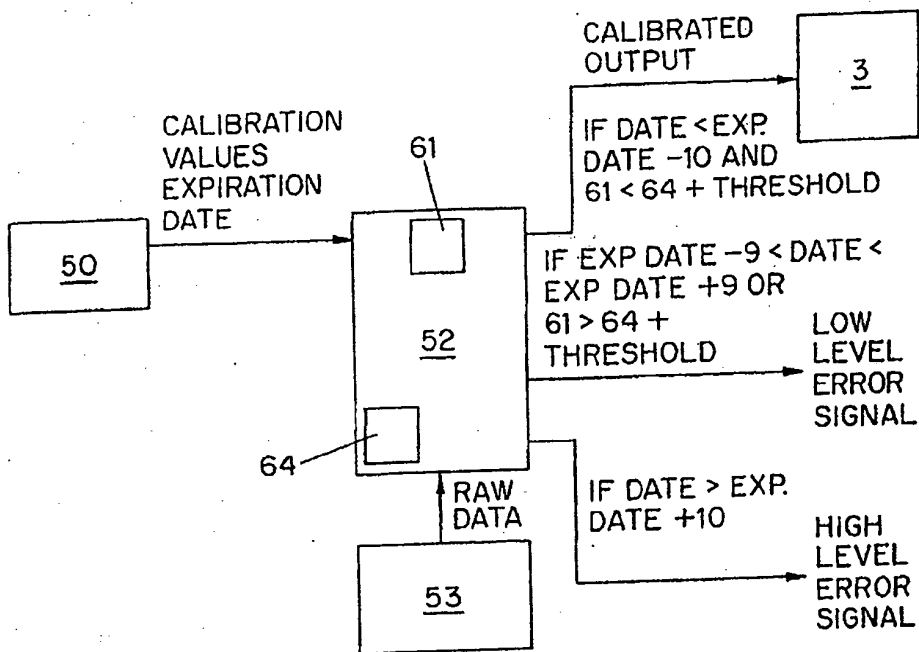 CALIBRATED
OUTPUT
3
IF DATE < EXP.
DATE -10 AND
61 < 64 + THRESHOLD
CALIBRATION
VALUES
EXPIRATION
DATE
61
50
52
64
IF EXP DATE -9 < DATE <
EXP DATE +9 OR
61 > 64 +
THRESHOLD
LOW
LEVEL
ERROR
SIGNAL
RAW
DATA
53
IF DATE > EXP.
DATE +10
HIGH
LEVEL
ERROR
SIGNAL